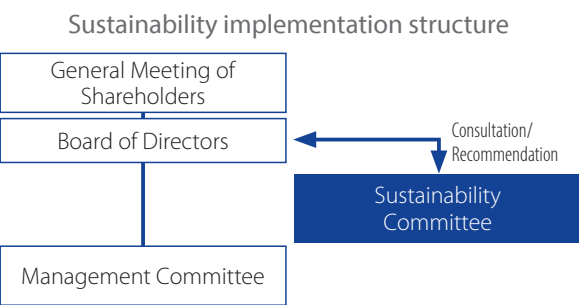 Sustainability implementation structure
General Meeting of
Shareholders
Board of Directors
Consultation/
Recommendation
Sustainability
Committee
Management Committee